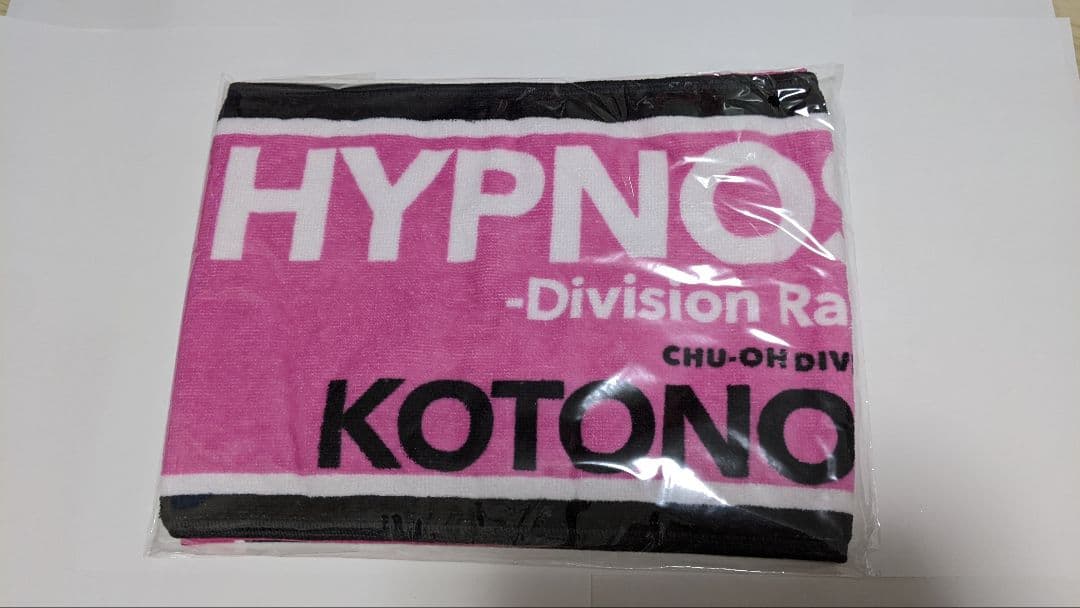 HYPNOS
-Division Ra
CHU-OH DIV
KOTONO